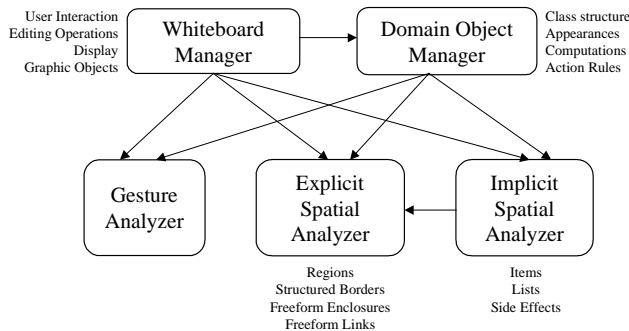 User Interaction
Editing Operations
Display
Graphic Objects
Whiteboard
Manager
Domain Object
Manager
Class structure
Appearances
Computations
Action Rules
Gesture
Analyzer
Explicit
Spatial
Analyzer
Implicit
Spatial
Analyzer
Regions
Structured Borders
Freeform Enclosures
Freeform Links
Items
Lists
Side Effects